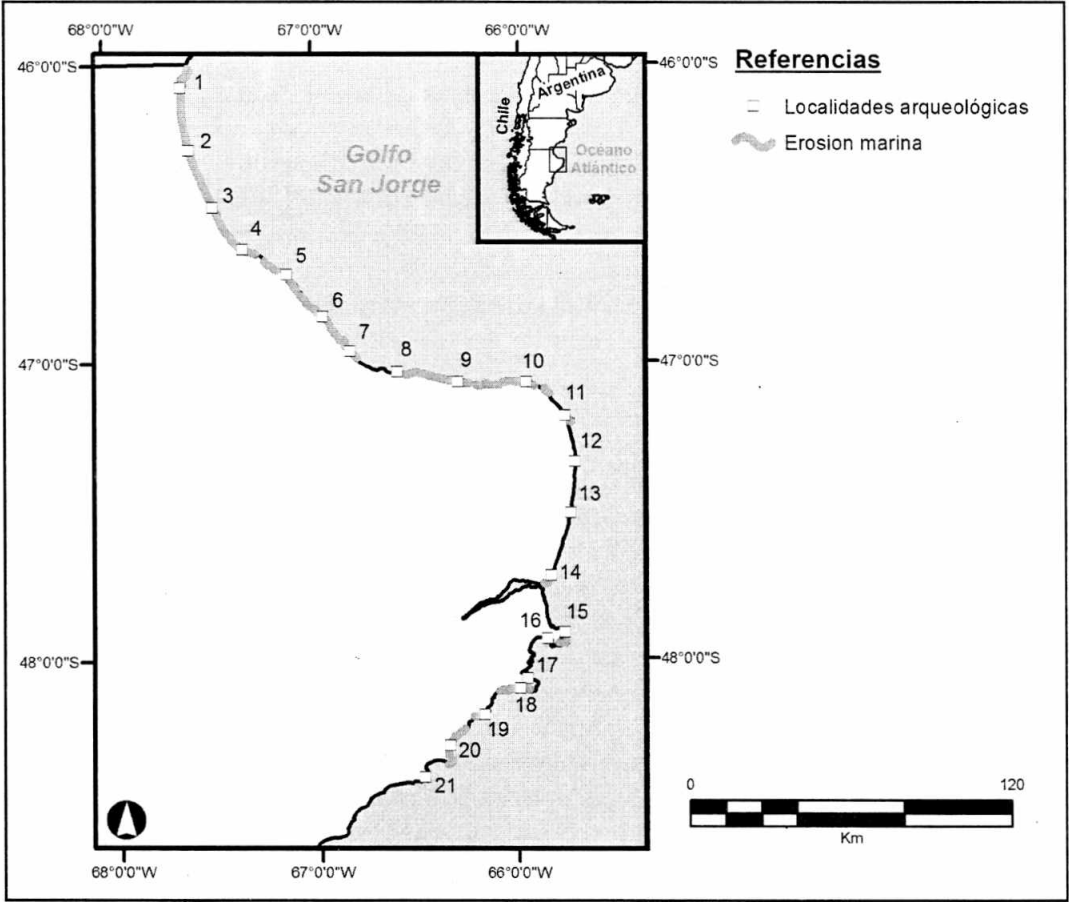 68°0'0"W
67°0'0"W
66°0'0"W
46°0'0"S
46°0'0"S
Referencias
Localidades arqueológicas
Erosion marina
Argentina
Chile
Océano
Atlántico
Golfo
San Jorge
1
2
3
4
5
6
7
8
9
10
11
12
13
14
15
16
17
18
19
20
21
47°0'0"S
47°0'0"S
48°0'0"S
48°0'0"S
0
120
Km
68°0'0"W
67°0'0"W
66°0'0"W